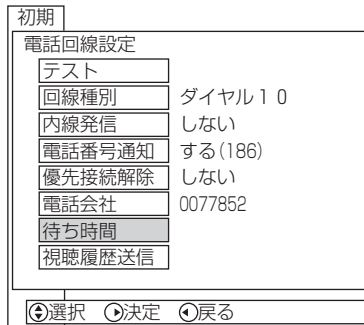 初期
電話回線設定
テスト
回線種別 ダイヤル10
内線発信 しない
電話番号通知 する(186)
優先接続解除 しない
電話会社 0077852
待ち時間
視聴履歴送信
選択 決定 戻る